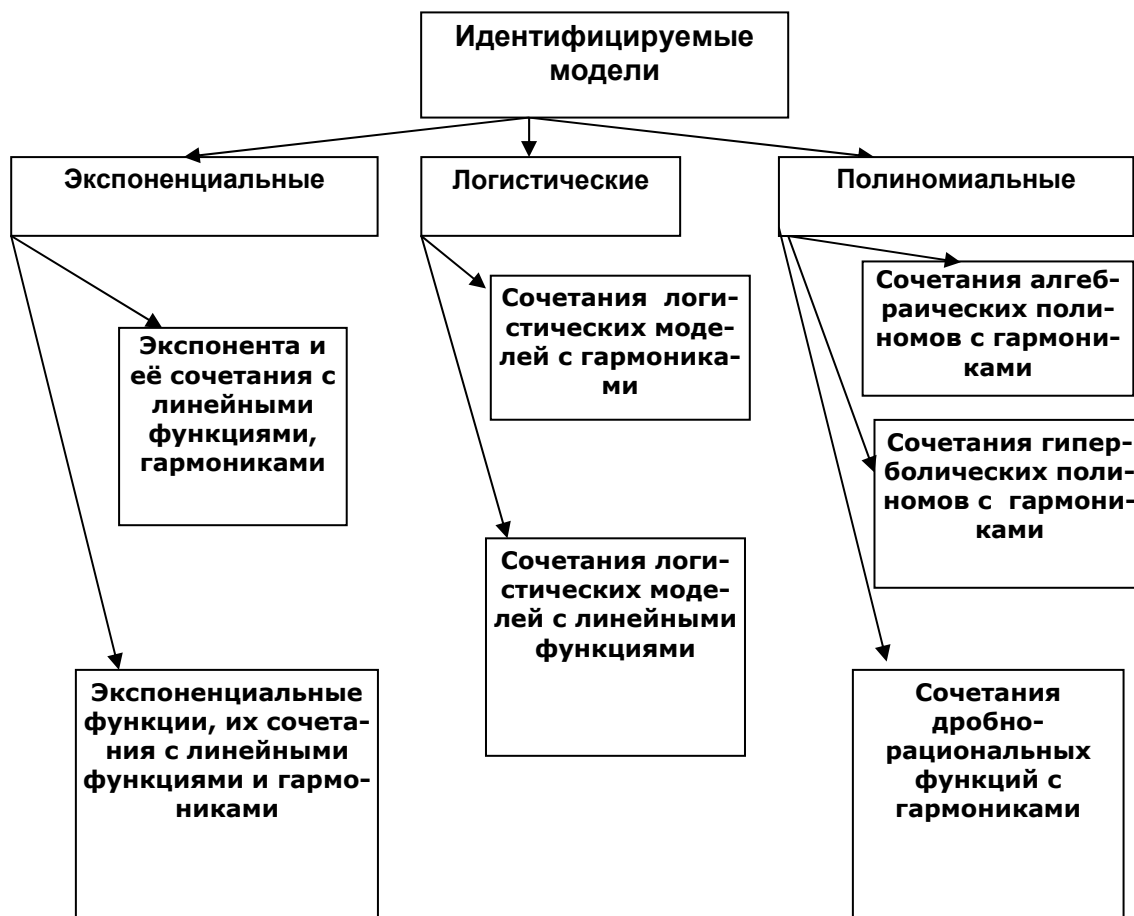 Идентифицируемые
модели
Экспоненциальные
Логистические
Полиномиальные
Экспонента и
её сочетания с
линейными
функциями,
гармониками
Экспоненциальные
функции, их сочета-
ния с линейными
функциями и гармо-
никами
Сочетания логи-
стических моде-
лей с гармоника-
ми
Сочетания логи-
стических моде-
лей с линейными
функциями
Сочетания алгеб-
раических поли-
номов с гармони-
ками
Сочетания гипер-
болических поли-
номов с гармони-
ками
Сочетания
дробно-
рациональных
функций с
гармониками